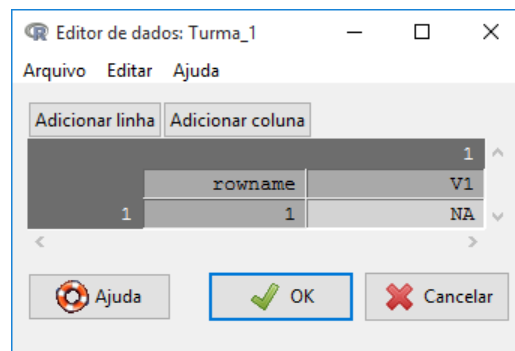 Editor de dados: Turma_1
Arquivo Editar Ajuda
Adicionar linha Adicionar coluna
1
rowname V1
1 1 NA
Ajuda OK Cancelar